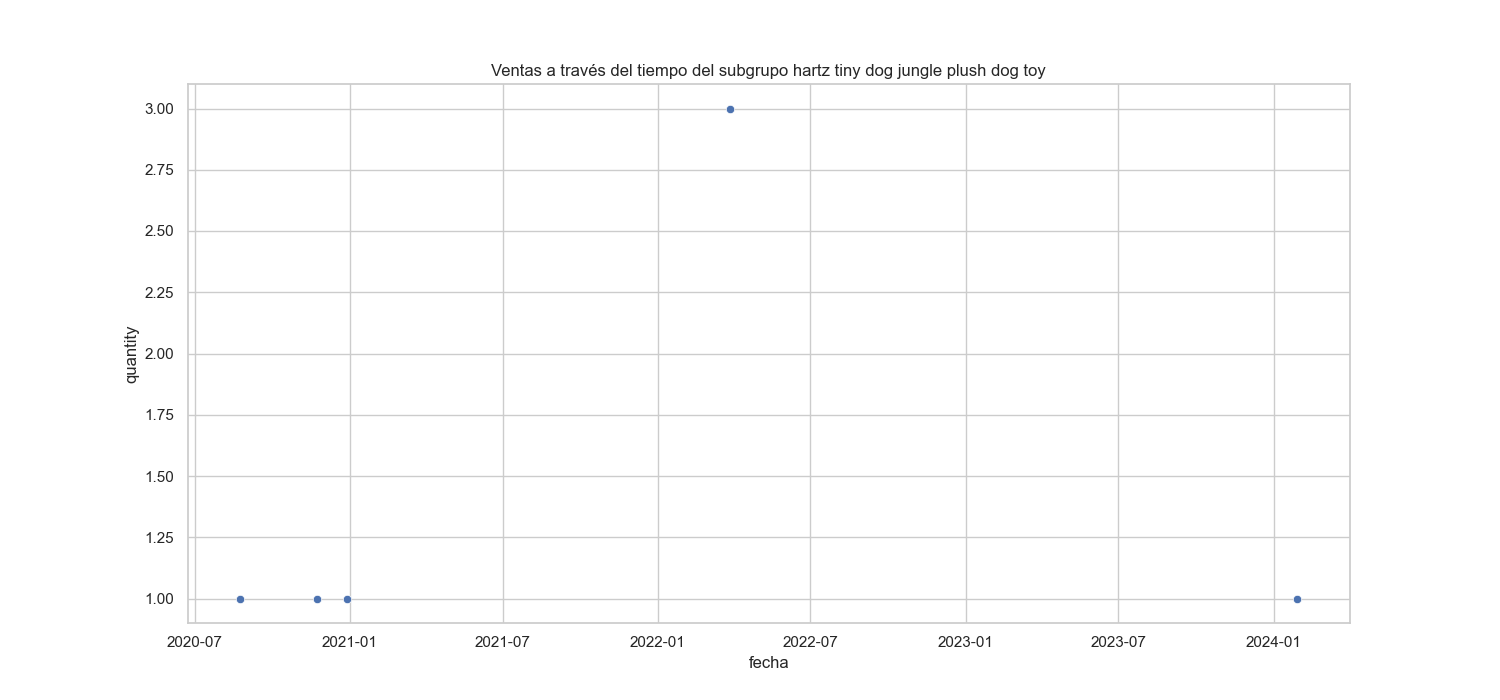 Ventas a través del tiempo del subgrupo hartz tiny dog jungle plush dog toy
3.00
2.75
2.50
2.25
2.00
1.75
1.50
1.25
1.00
quantity
2020-07 2021-01 2021-07 2022-01 2022-07 2023-01 2023-07 2024-01
fecha